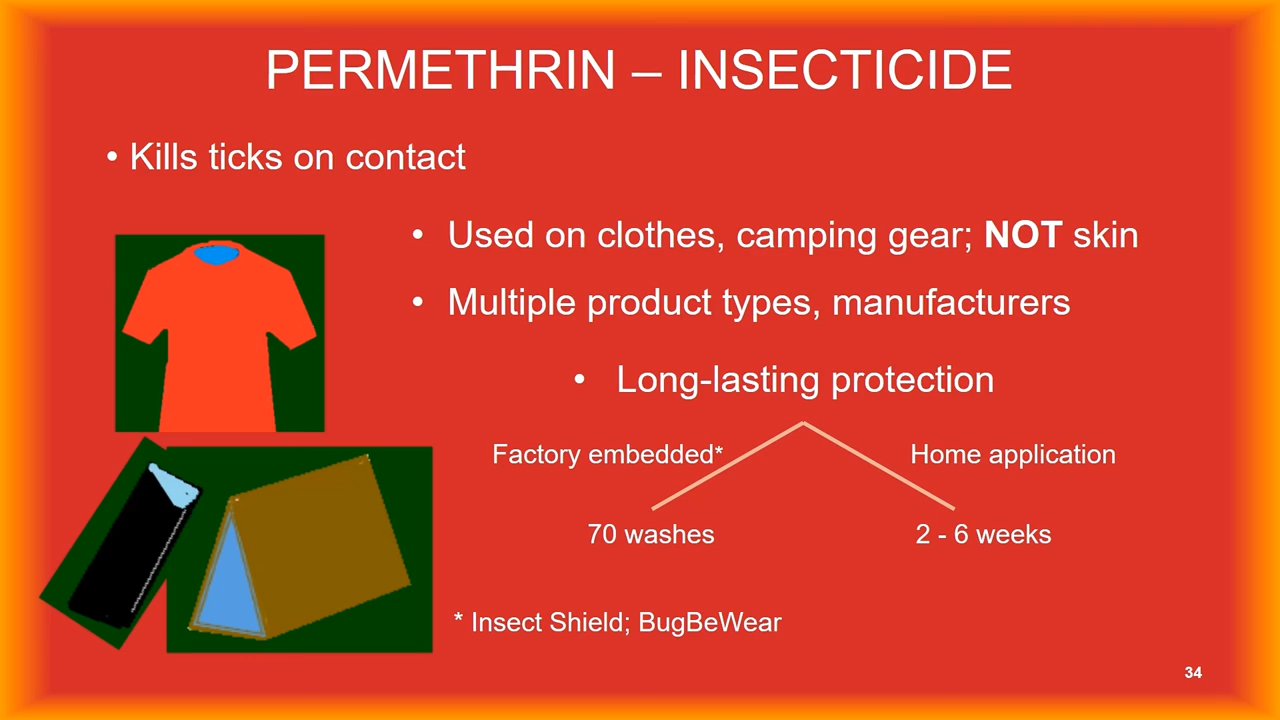 PERMETHRIN – INSECTICIDE
• Kills ticks on contact
• Used on clothes, camping gear; NOT skin
• Multiple product types, manufacturers
• Long-lasting protection
Factory embedded* Home application
70 washes 2 - 6 weeks
* Insect Shield; BugBeWear
34